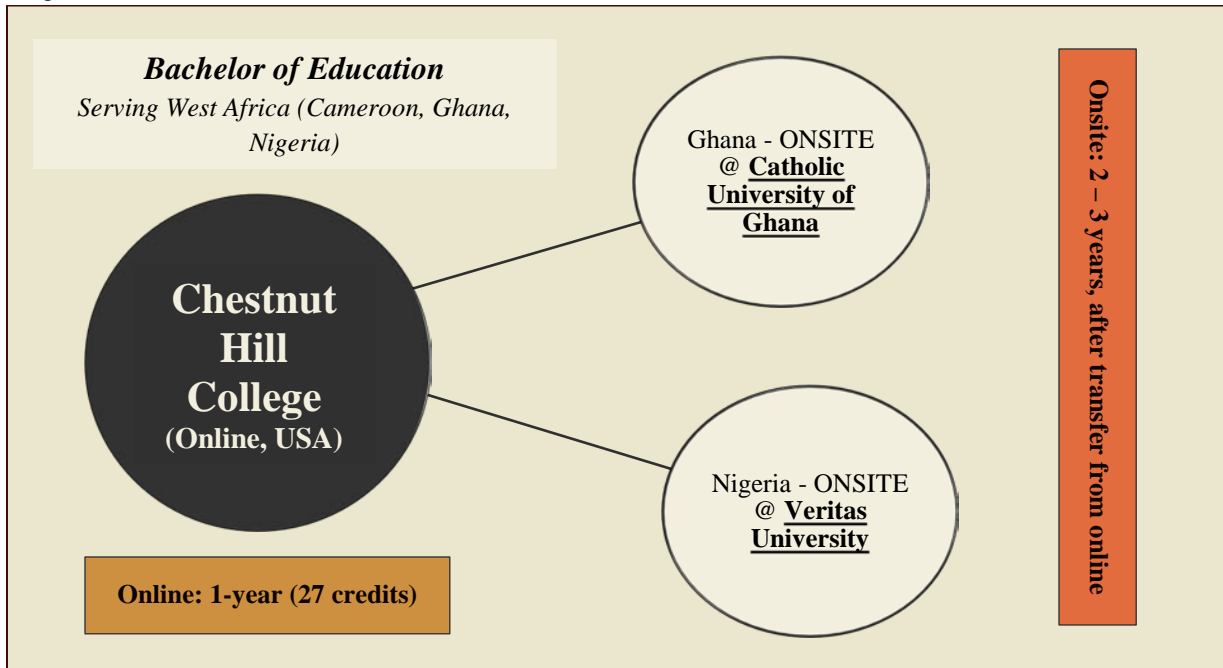 Bachelor of Education
Serving West Africa (Cameroon, Ghana,
Nigeria)
Chestnut
Hill
College
(Online, USA)
Online: 1-year (27 credits)
Ghana - ONSITE
@ Catholic
University of
Ghana
Nigeria - ONSITE
@ Veritas
University
Onsite: 2 – 3 years, after transfer from online